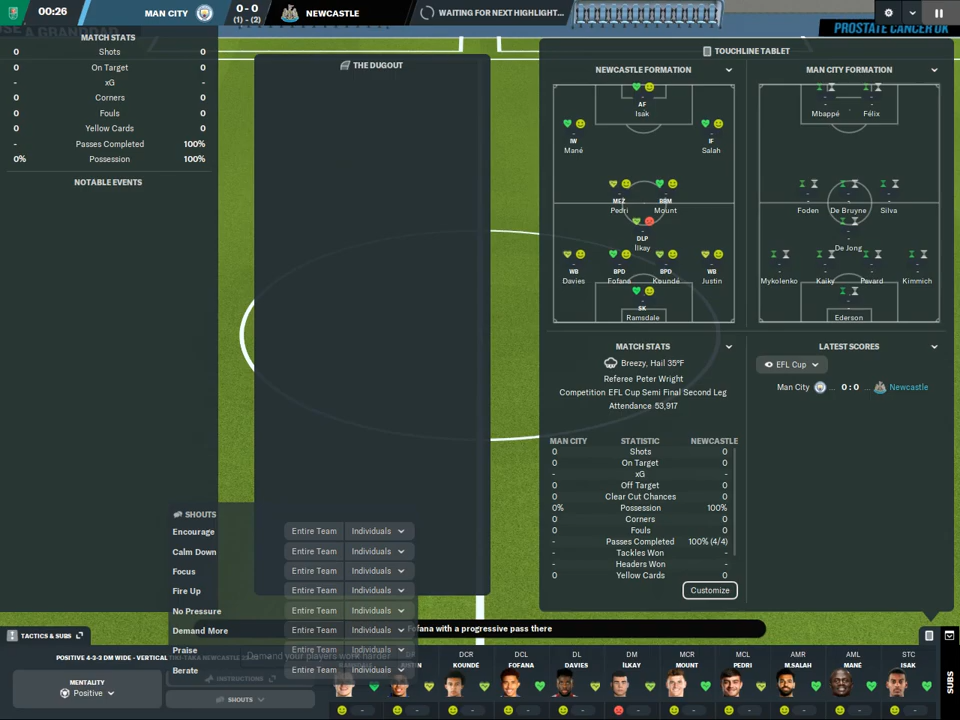 00:26
MAN CITY
0 - 0
(1) - (2)
NEWCASTLE
WAITING FOR NEXT HIGHLIGHT...
A GRANDDAD
PROSTATE CANCER UK
MATCH STATS
0 Shots 0
0 On Target 0
- xG -
0 Corners 0
0 Fouls 0
0 Yellow Cards 0
- Passes Completed 100%
0% Possession 100%
NOTABLE EVENTS
THE DUGOUT
TOUCHLINE TABLET
NEWCASTLE FORMATION
AF
Isak
IW
Mané
IF
Salah
MEZ
Pedri
BBM
Mount
DLP
İlkay
WB
Davies
BPD
Fofana
BPD
Koundé
WB
Justin
SK
Ramsdale
MAN CITY FORMATION
Mbappé
Félix
Foden
De Bruyne
Silva
De Jong
Mykolenko
Kaiky
Pavard
Kimmich
Ederson
MATCH STATS
Breezy, Hail 35°F
Referee Peter Wright
Competition EFL Cup Semi Final Second Leg
Attendance 53,917
MAN CITY STATISTIC NEWCASTLE
0 Shots 0
0 On Target 0
- xG -
0 Off Target 0
0 Clear Cut Chances 0
0% Possession 100%
0 Corners 0
0 Fouls 0
- Passes Completed 100% (4/4)
- Tackles Won -
- Headers Won -
0 Yellow Cards 0
Customize
LATEST SCORES
EFL Cup
Man City ... 0 : 0 ... Newcastle
SHOUTS
Encourage Entire Team Individuals
Calm Down Entire Team Individuals
Focus Entire Team Individuals
Fire Up Entire Team Individuals
No Pressure Entire Team Individuals
Demand More Entire Team Individuals
Praise Entire Team Individuals
Berate Entire Team Individuals
Demand your players work harder
Fofana with a progressive pass there
TACTICS & SUBS
POSITIVE 4-3-3 DM WIDE - VERTICAL
MENTALITY
Positive
INSTRUCTIONS
SHOUTS
DCR
KOUNDÉ
DCL
FOFANA
DL
DAVIES
DM
İLKAY
MCR
MOUNT
MCL
PEDRI
AMR
M.SALAH
AML
MANÉ
STC
ISAK
SUBS